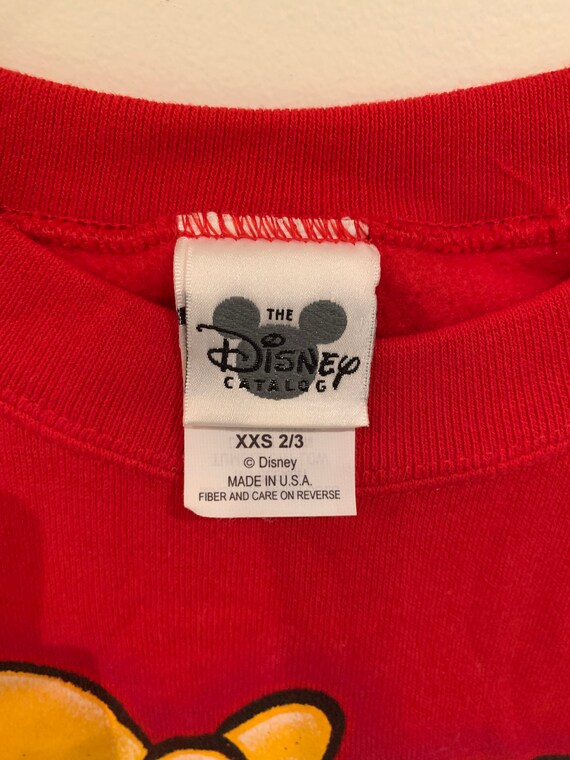 THE
Disney
CATALOG
XXS 2/3
© Disney
MADE IN U.S.A.
FIBER AND CARE ON REVERSE